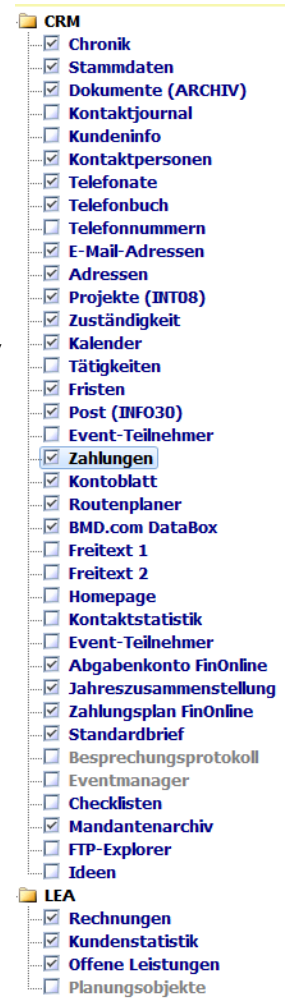 CRM
Chronik
Stammdaten
Dokumente (ARCHIV)
Kontaktjournal
Kundeninfo
Kontaktpersonen
Telefonate
Telefonbuch
Telefonnummern
E-Mail-Adressen
Adressen
Projekte (INT08)
Zuständigkeit
Kalender
Tätigkeiten
Fristen
Post (INFO30)
Event-Teilnehmer
Zahlungen
Kontoblatt
Routenplaner
BMD.com DataBox
Freitext 1
Freitext 2
Homepage
Kontaktstatistik
Event-Teilnehmer
Abgabenkonto FinOnline
Jahreszusammenstellung
Zahlungsplan FinOnline
Standardbrief
Besprechungsprotokoll
Eventmanager
Checklisten
Mandantenarchiv
FTP-Explorer
Ideen
LEA
Rechnungen
Kundenstatistik
Offene Leistungen
Planungsobjekte